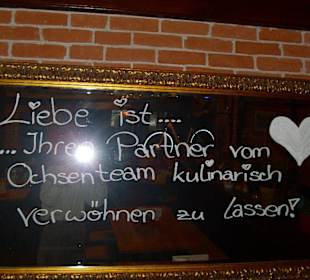 Liebe ist....
... Ihren Partner vom
Ochsenteam kulinarisch
verwöhnen zu lassen!